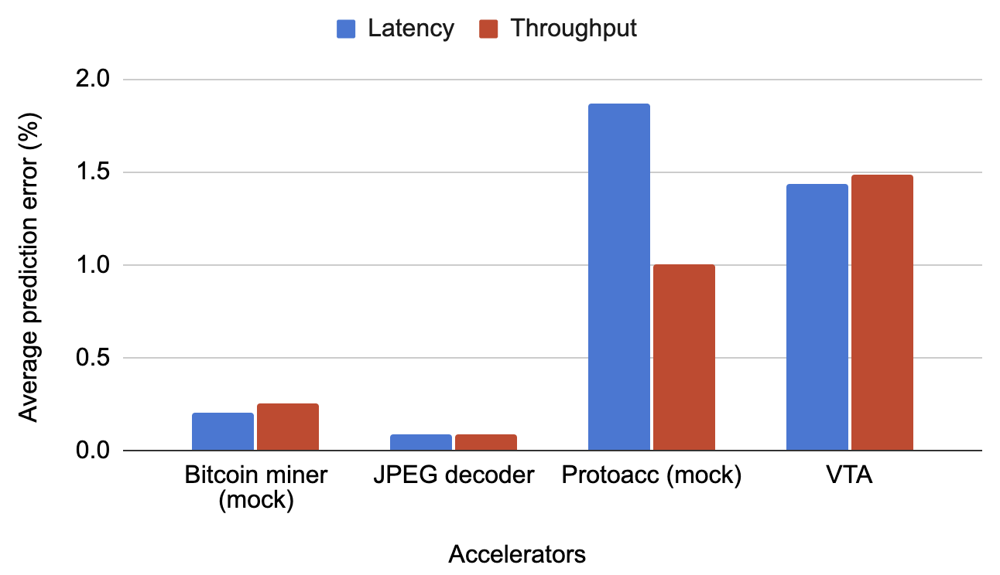 Latency Throughput
Average prediction error (%)
2.0
1.5
1.0
0.5
0.0
Bitcoin miner (mock)
JPEG decoder
Protoacc (mock)
VTA
Accelerators